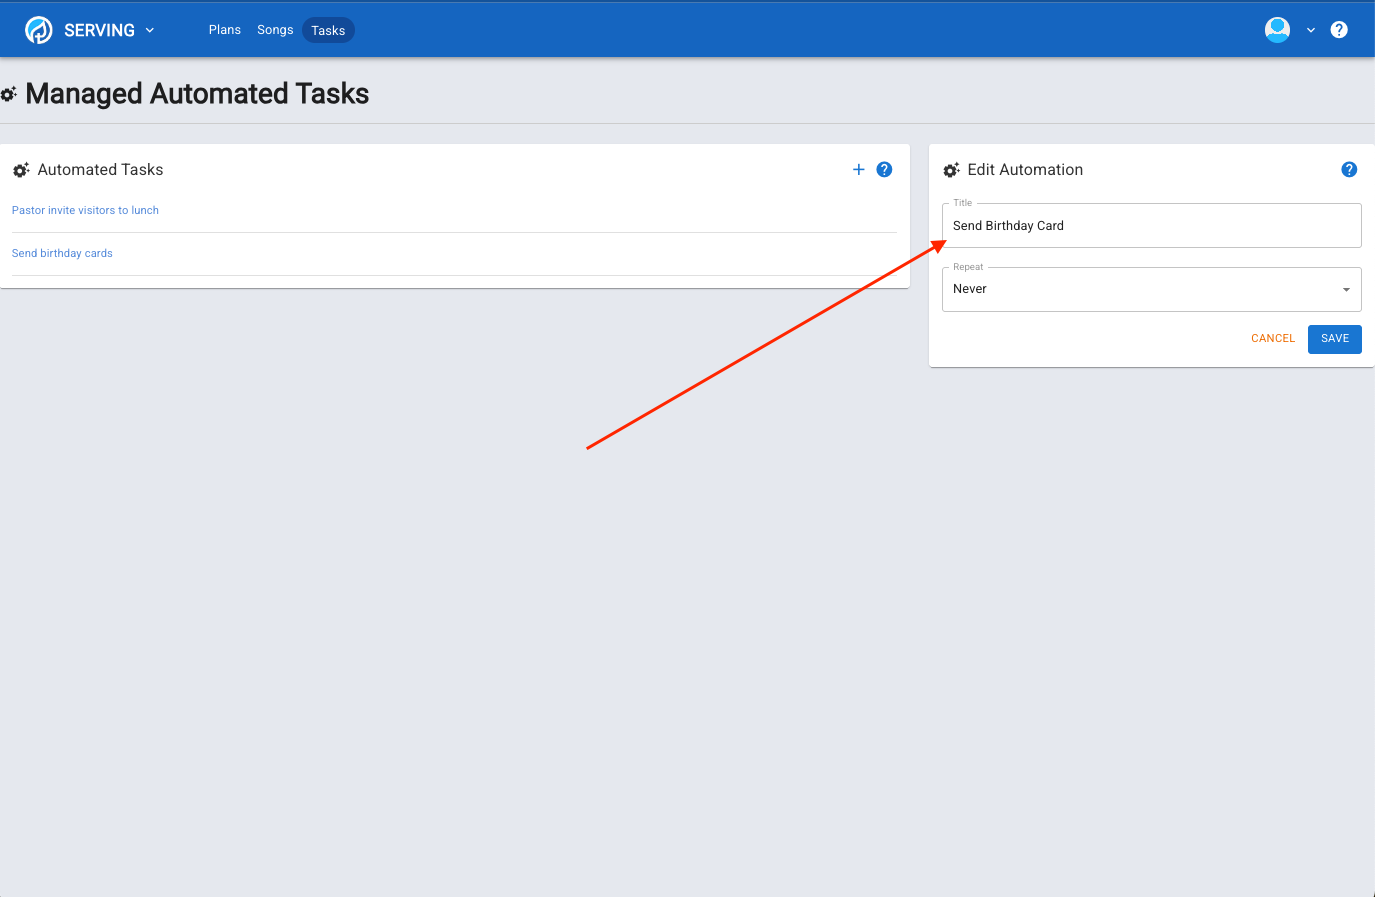 SERVING
Plans Songs Tasks
Managed Automated Tasks
Automated Tasks
Pastor invite visitors to lunch
Send birthday cards
Edit Automation
Title
Send Birthday Card
Repeat
Never
CANCEL SAVE